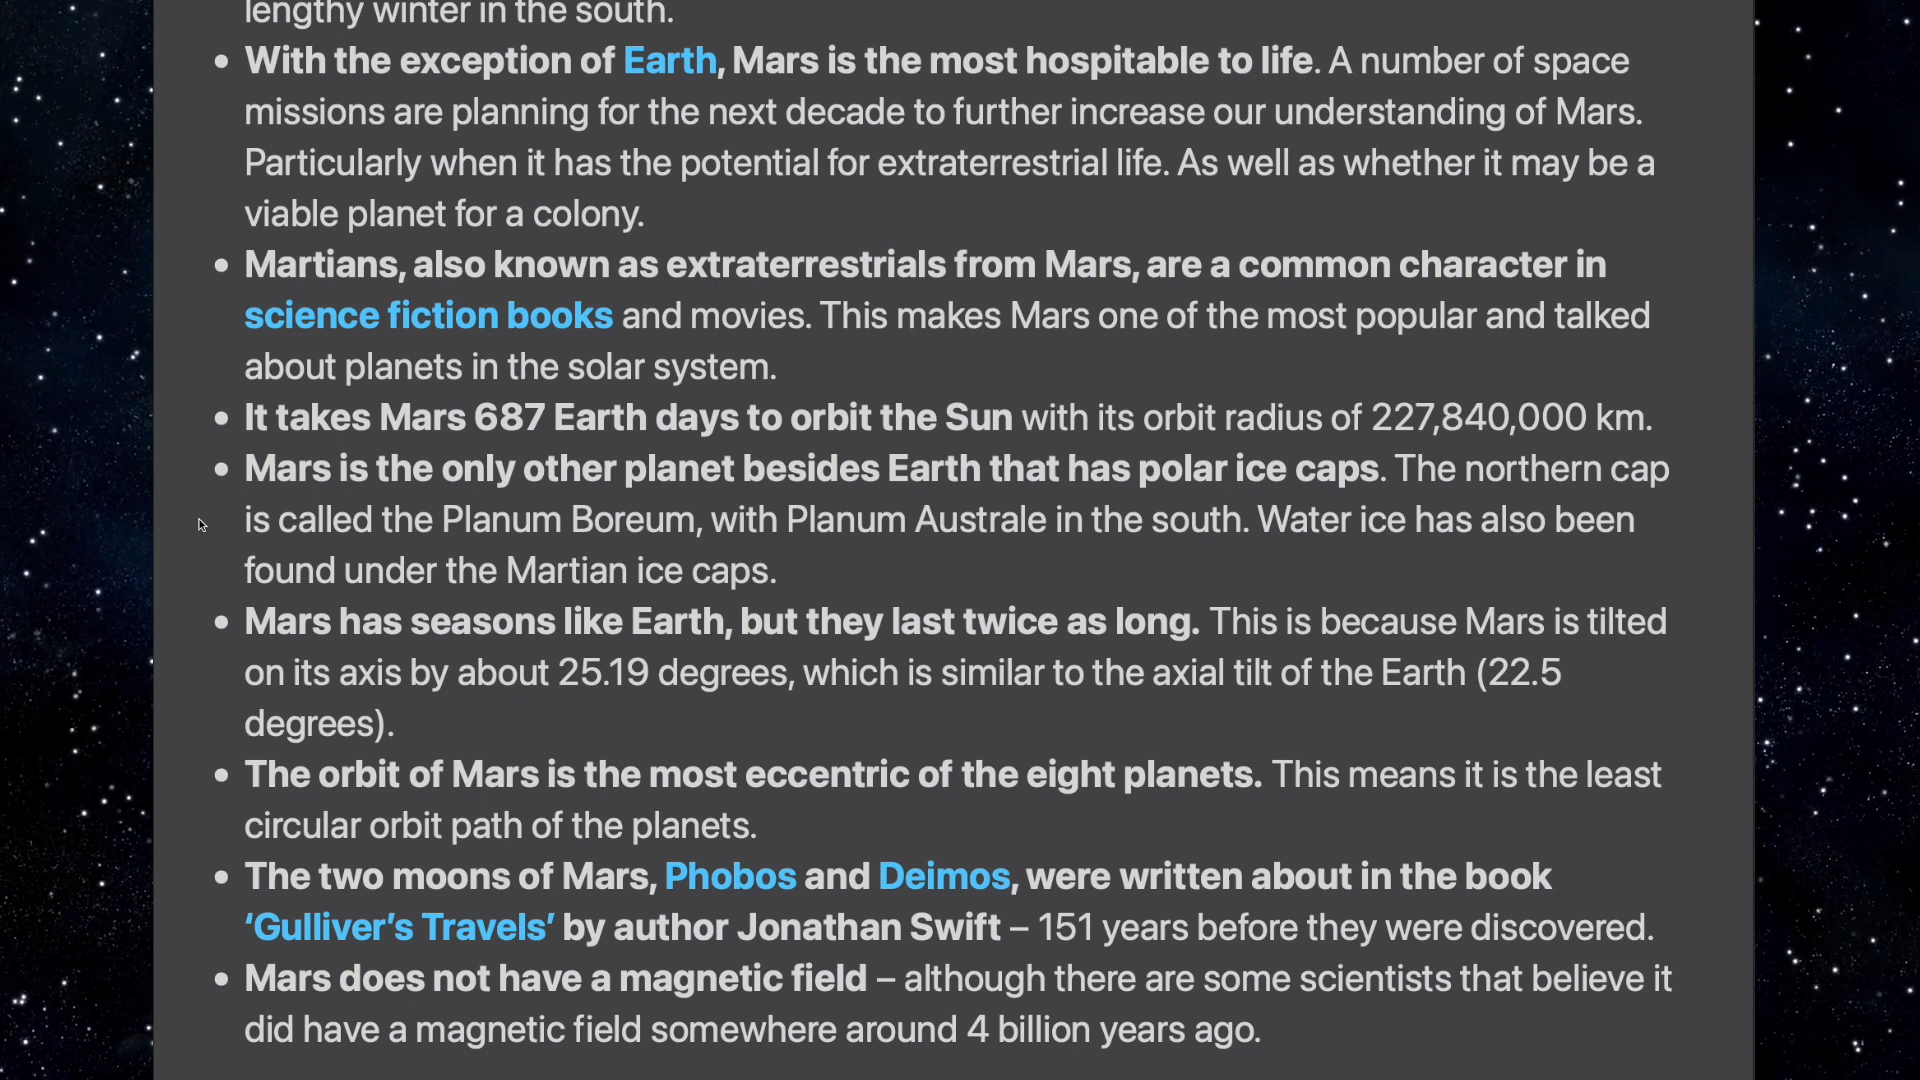 lengthy winter in the south.
• With the exception of Earth, Mars is the most hospitable to life. A number of space
missions are planning for the next decade to further increase our understanding of Mars.
Particularly when it has the potential for extraterrestrial life. As well as whether it may be a
viable planet for a colony.
• Martians, also known as extraterrestrials from Mars, are a common character in
science fiction books and movies. This makes Mars one of the most popular and talked
about planets in the solar system.
• It takes Mars 687 Earth days to orbit the Sun with its orbit radius of 227,840,000 km.
• Mars is the only other planet besides Earth that has polar ice caps. The northern cap
is called the Planum Boreum, with Planum Australe in the south. Water ice has also been
found under the Martian ice caps.
• Mars has seasons like Earth, but they last twice as long. This is because Mars is tilted
on its axis by about 25.19 degrees, which is similar to the axial tilt of the Earth (22.5
degrees).
• The orbit of Mars is the most eccentric of the eight planets. This means it is the least
circular orbit path of the planets.
• The two moons of Mars, Phobos and Deimos, were written about in the book
‘Gulliver’s Travels’ by author Jonathan Swift – 151 years before they were discovered.
• Mars does not have a magnetic field – although there are some scientists that believe it
did have a magnetic field somewhere around 4 billion years ago.